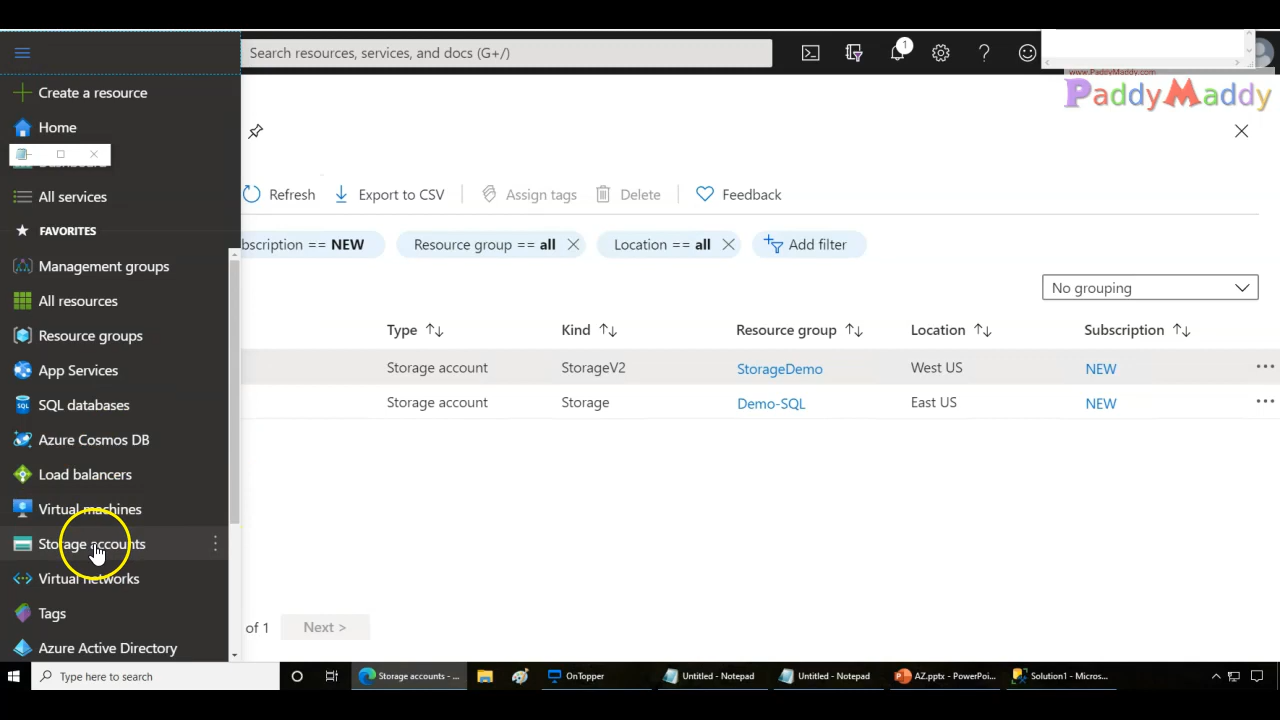 Search resources, services, and docs (G+/)
1
www.PaddyMaddy.com
PaddyMaddy
Create a resource
Home
All services
FAVORITES
Management groups
All resources
Resource groups
App Services
SQL databases
Azure Cosmos DB
Load balancers
Virtual machines
Storage accounts
Virtual networks
Tags
Azure Active Directory
Refresh
Export to CSV
Assign tags
Delete
Feedback
bscription == NEW
Resource group == all
Location == all
Add filter
No grouping
Type Kind Resource group Location Subscription
Storage account StorageV2 StorageDemo West US NEW
Storage account Storage Demo-SQL East US NEW
of 1 Next >
Type here to search
Storage accounts - ...
OnTopper
Untitled - Notepad
Untitled - Notepad
AZ.pptx - PowerPoi...
Solution1 - Micros...